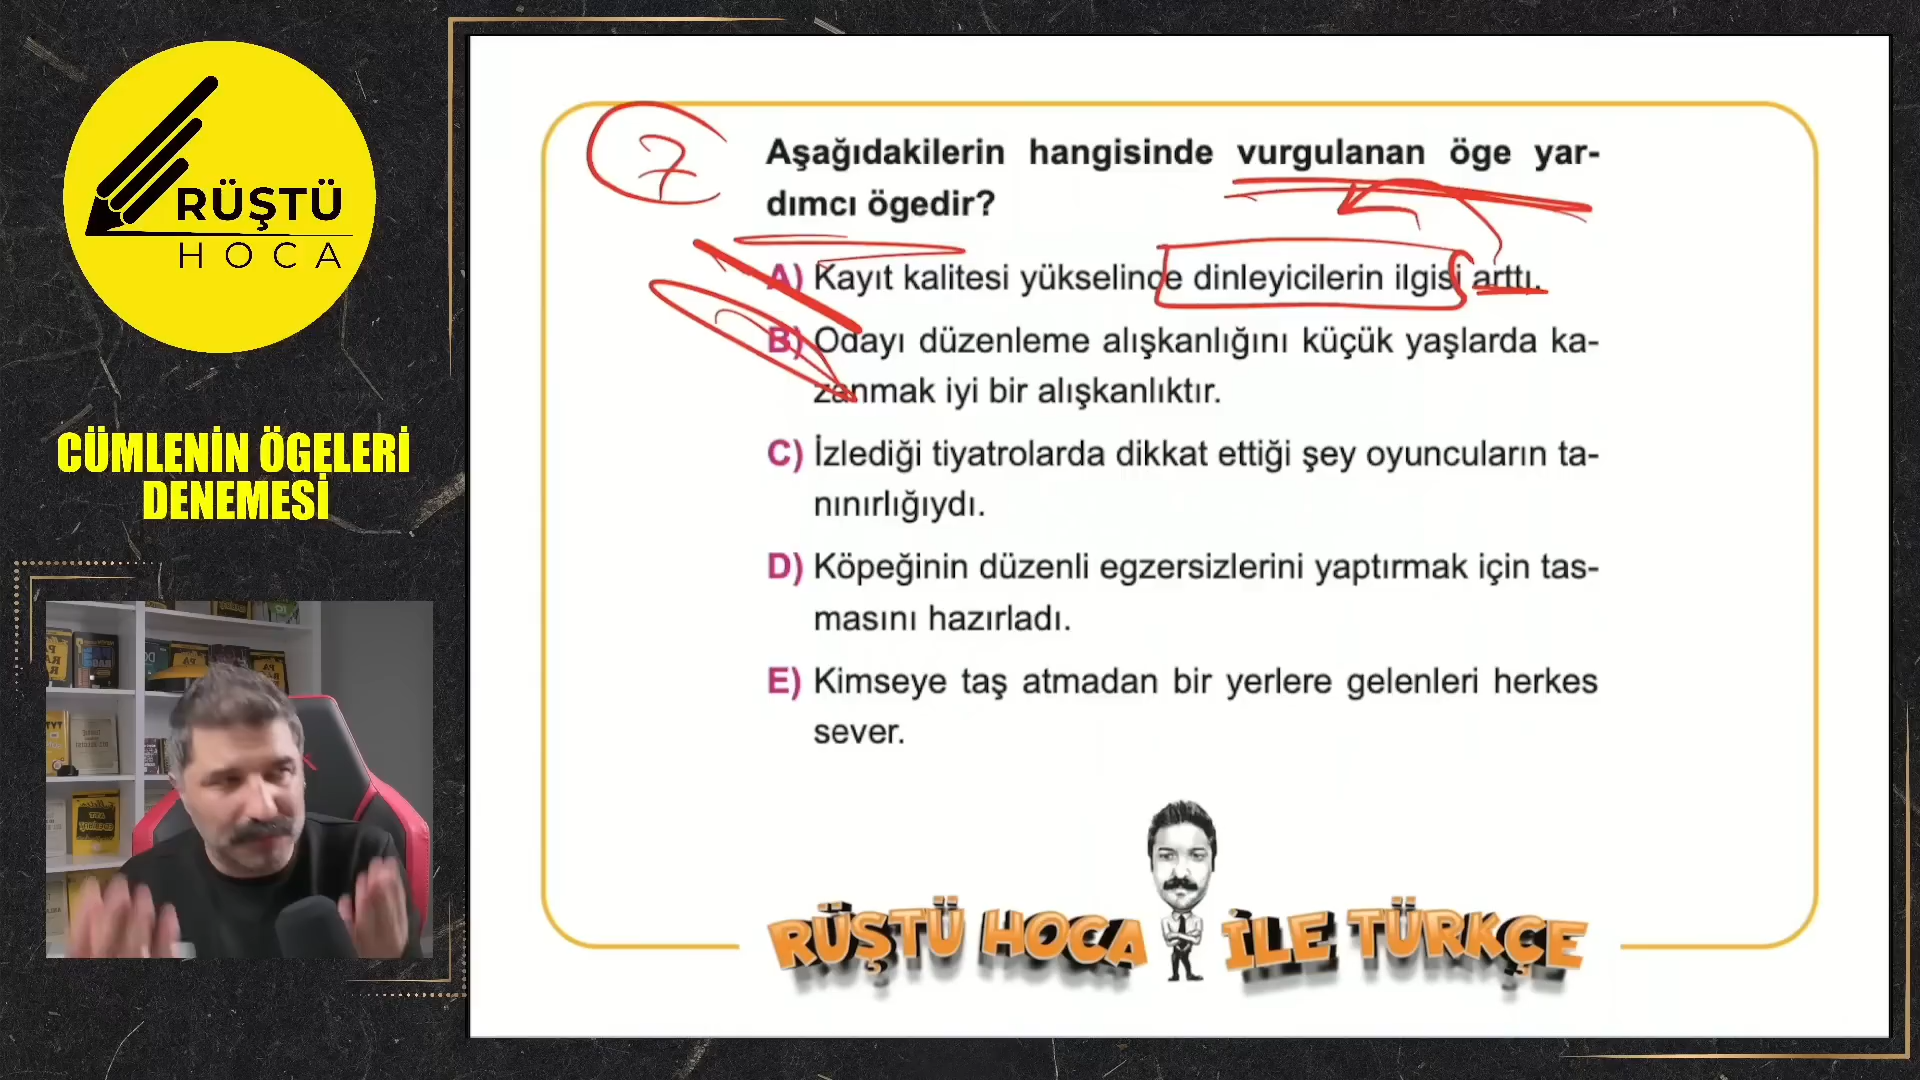 RÜŞTÜ
HOCA
CÜMLENİN ÖGELERİ
DENEMESİ
7
Aşağıdakilerin hangisinde vurgulanan öge yar-
dımcı ögedir?
A) Kayıt kalitesi yükselince dinleyicilerin ilgisi arttı.
B) Odayı düzenleme alışkanlığını küçük yaşlarda ka-
zanmak iyi bir alışkanlıktır.
C) İzlediği tiyatrolarda dikkat ettiği şey oyuncuların ta-
nınırlığıydı.
D) Köpeğinin düzenli egzersizlerini yaptırmak için tas-
masını hazırladı.
E) Kimseye taş atmadan bir yerlere gelenleri herkes
sever.
RÜŞTÜ HOCA İLE TÜRKÇE